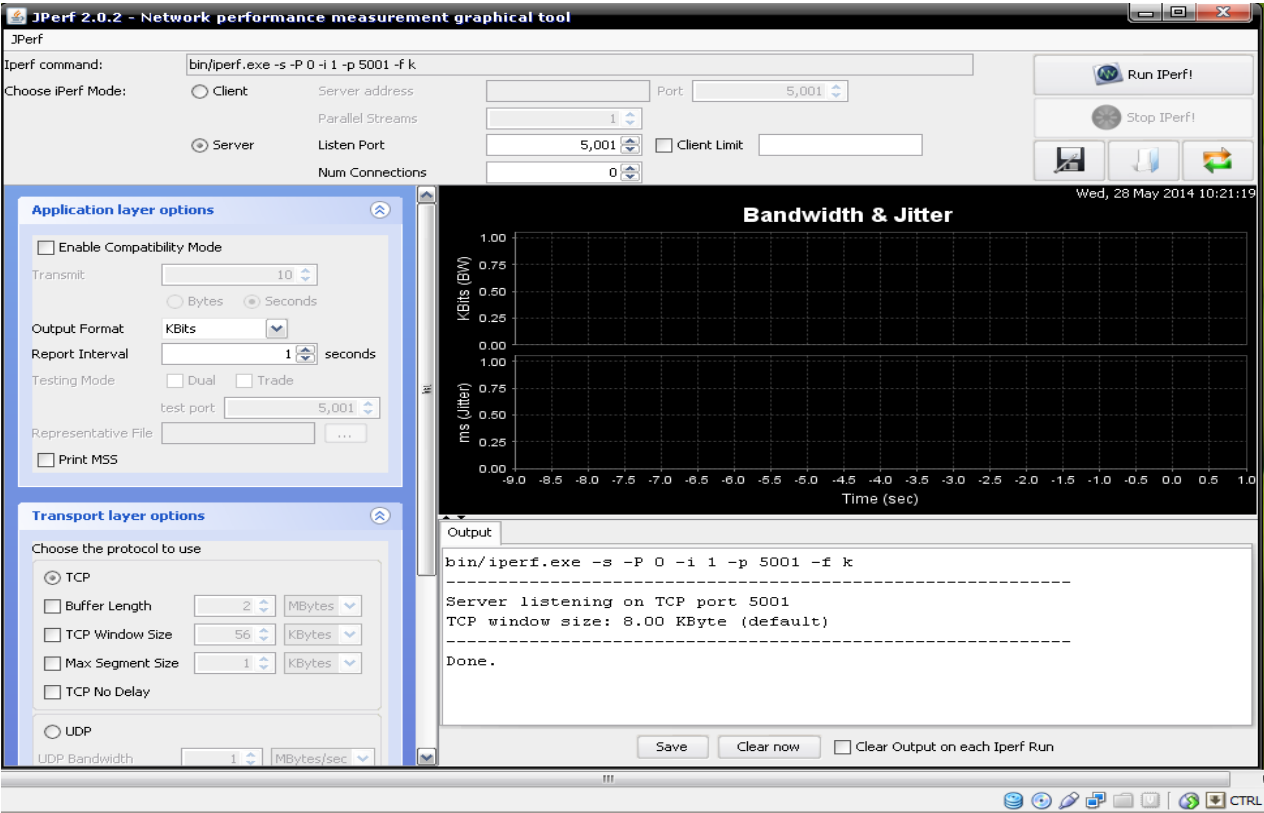 JPerf 2.0.2 - Network performance measurement graphical tool
JPerf
Iperf command: bin/iperf.exe -s -P 0 -i 1 -p 5001 -f k
Run IPerf!
Choose iPerf Mode: Client Server address Port 5,001
Parallel Streams 1
Stop IPerf!
Server Listen Port 5,001 Client Limit
Num Connections 0
Application layer options
Enable Compatibility Mode
Transmit 10
Bytes Seconds
Output Format KBits
Report Interval 1 seconds
Testing Mode Dual Trade
test port 5,001
Representative File ...
Print MSS
Transport layer options
Choose the protocol to use
TCP
Buffer Length 2 MBytes
TCP Window Size 56 KBytes
Max Segment Size 1 KBytes
TCP No Delay
UDP
UDP Bandwidth 1 MBytes/sec
Wed, 28 May 2014 10:21:19
Bandwidth & Jitter
KBits (BW)
1.00
0.75
0.50
0.25
0.00
ms (Jitter)
1.00
0.75
0.50
0.25
0.00
-9.0 -8.5 -8.0 -7.5 -7.0 -6.5 -6.0 -5.5 -5.0 -4.5 -4.0 -3.5 -3.0 -2.5 -2.0 -1.5 -1.0 -0.5 0.0 0.5 1.0
Time (sec)
Output
bin/iperf.exe -s -P 0 -i 1 -p 5001 -f k
------------------------------------------------------------
Server listening on TCP port 5001
TCP window size: 8.00 KByte (default)
------------------------------------------------------------
Done.
Save Clear now Clear Output on each Iperf Run
CTRL